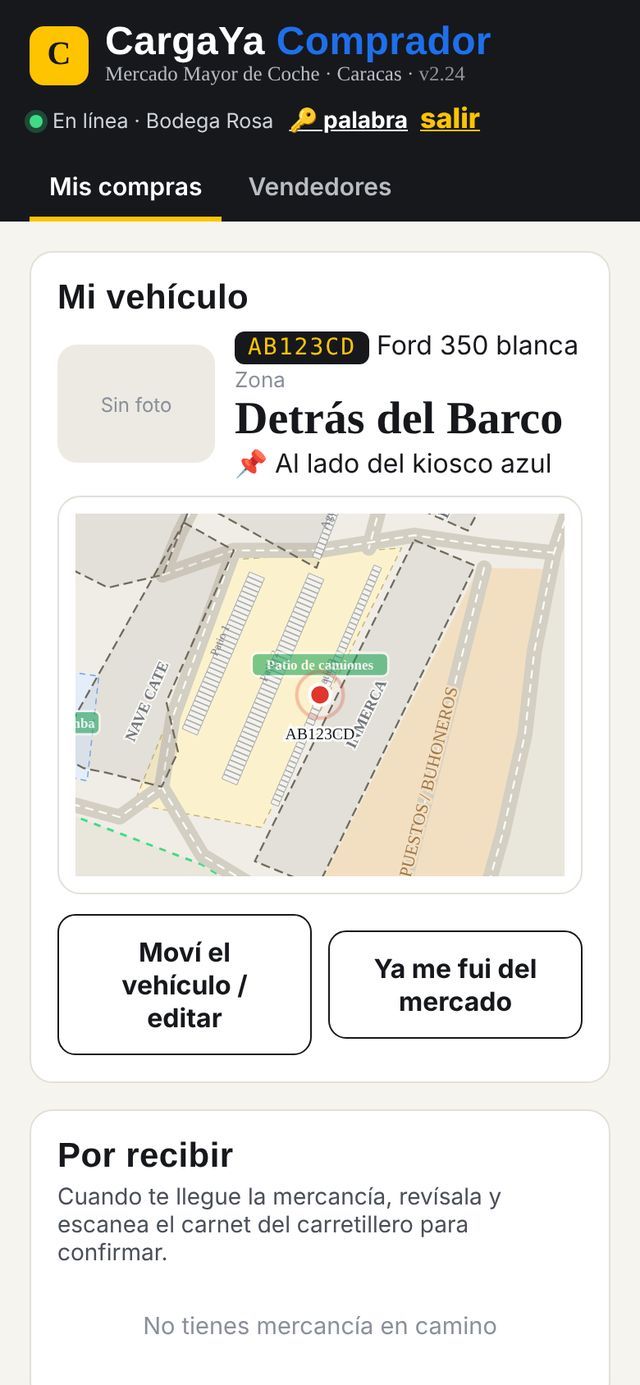 C
CargaYa Comprador
Mercado Mayor de Coche · Caracas · v2.24
En línea · Bodega Rosa 🔑 palabra salir
Mis compras Vendedores
Mi vehículo
AB123CD Ford 350 blanca
Sin foto
Zona
Detrás del Barco
📌 Al lado del kiosco azul
Patio 1
Patio de camiones
NAVE CATE
AB123CD
PUESTOS / BUHONEROS
Moví el
vehículo /
editar
Ya me fui del
mercado
Por recibir
Cuando te llegue la mercancía, revísala y
escanea el carnet del carretillero para
confirmar.
No tienes mercancía en camino